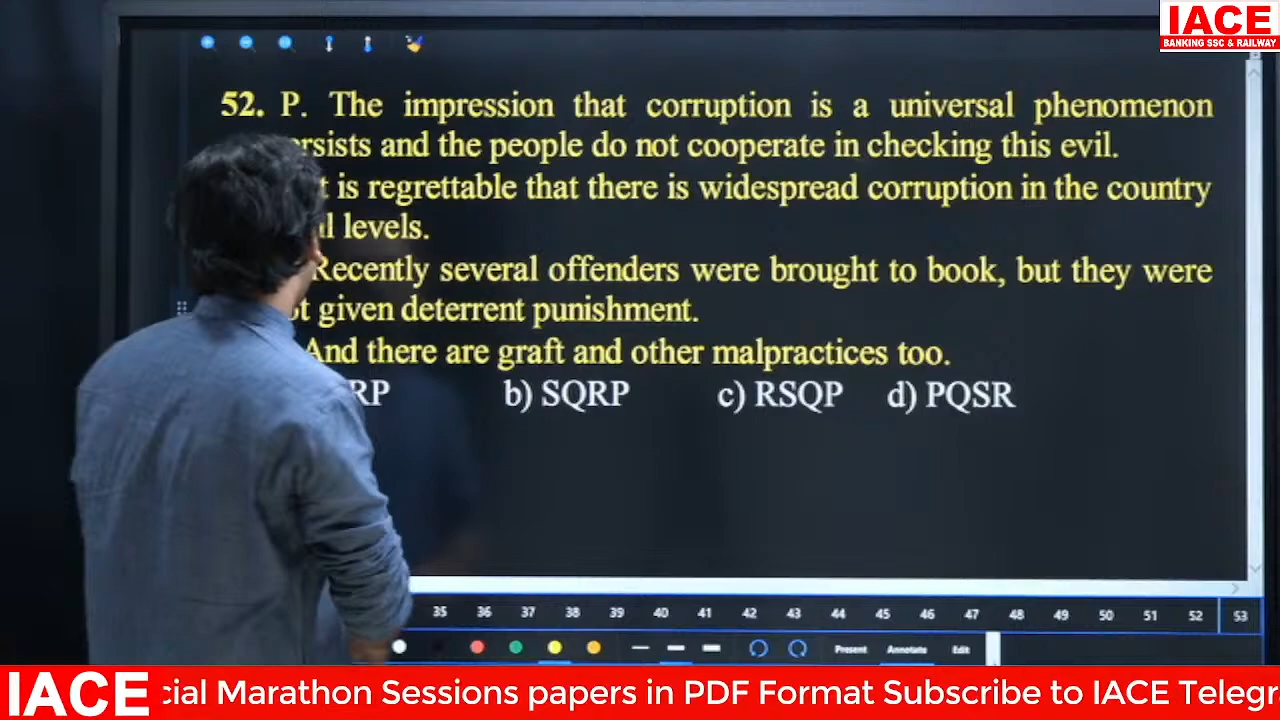 IACE
BANKING SSC & RAILWAY
52. P. The impression that corruption is a universal phenomenon
rsists and the people do not cooperate in checking this evil.
t is regrettable that there is widespread corruption in the country
ll levels.
Recently several offenders were brought to book, but they were
ot given deterrent punishment.
And there are graft and other malpractices too.
RP b) SQRP c) RSQP d) PQSR
35 36 37 38 39 40 41 42 43 44 45 46 47 48 49 50 51 52 53
Present Annotate Edit
IACE cial Marathon Sessions papers in PDF Format Subscribe to IACE Telegr